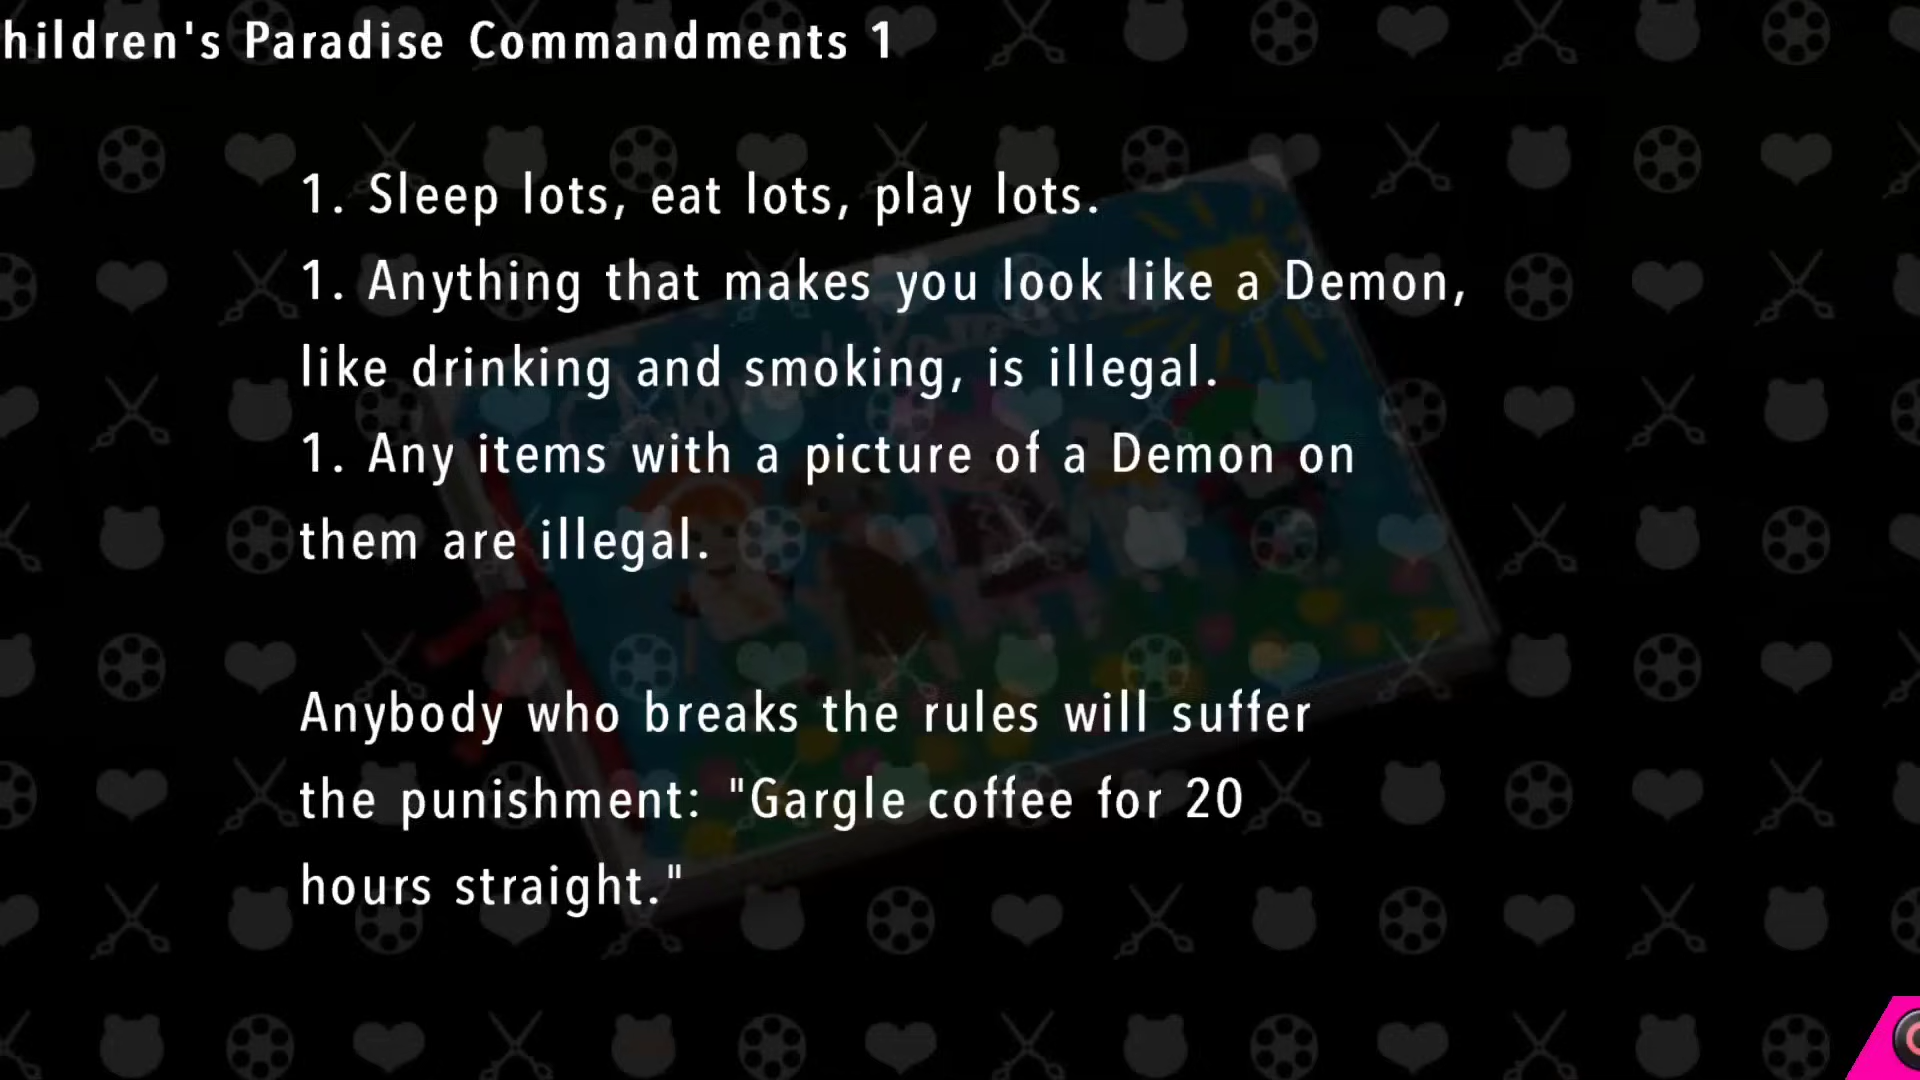 hildren's Paradise Commandments 1
1. Sleep lots, eat lots, play lots.
1. Anything that makes you look like a Demon,
like drinking and smoking, is illegal.
1. Any items with a picture of a Demon on
them are illegal.
Anybody who breaks the rules will suffer
the punishment: "Gargle coffee for 20
hours straight."